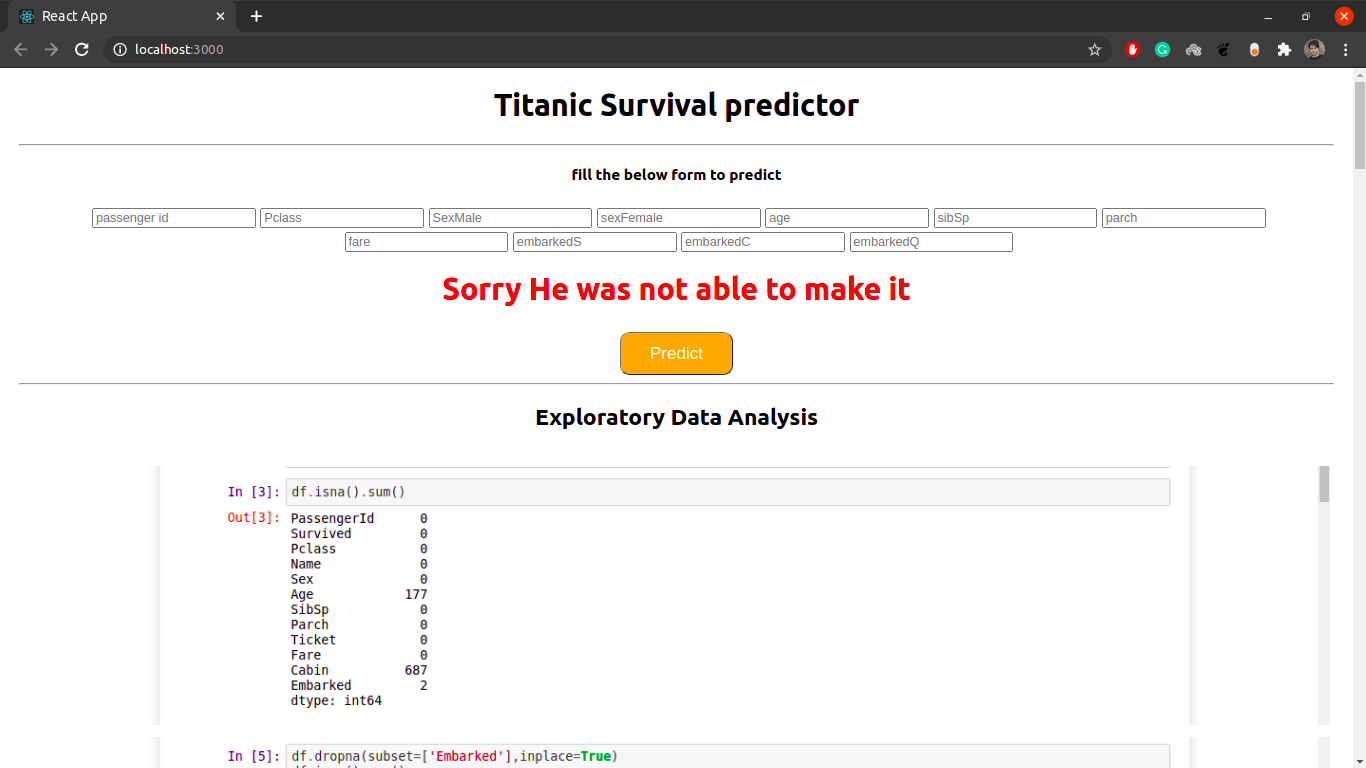 React App
localhost:3000
Titanic Survival predictor
fill the below form to predict
passenger id Pclass SexMale sexFemale age sibSp parch
fare embarkedS embarkedC embarkedQ
Sorry He was not able to make it
Predict
Exploratory Data Analysis
In [3]: df.isna().sum()
Out[3]: PassengerId 0
Survived 0
Pclass 0
Name 0
Sex 0
Age 177
SibSp 0
Parch 0
Ticket 0
Fare 0
Cabin 687
Embarked 2
dtype: int64
In [5]: df.dropna(subset=['Embarked'],inplace=True)